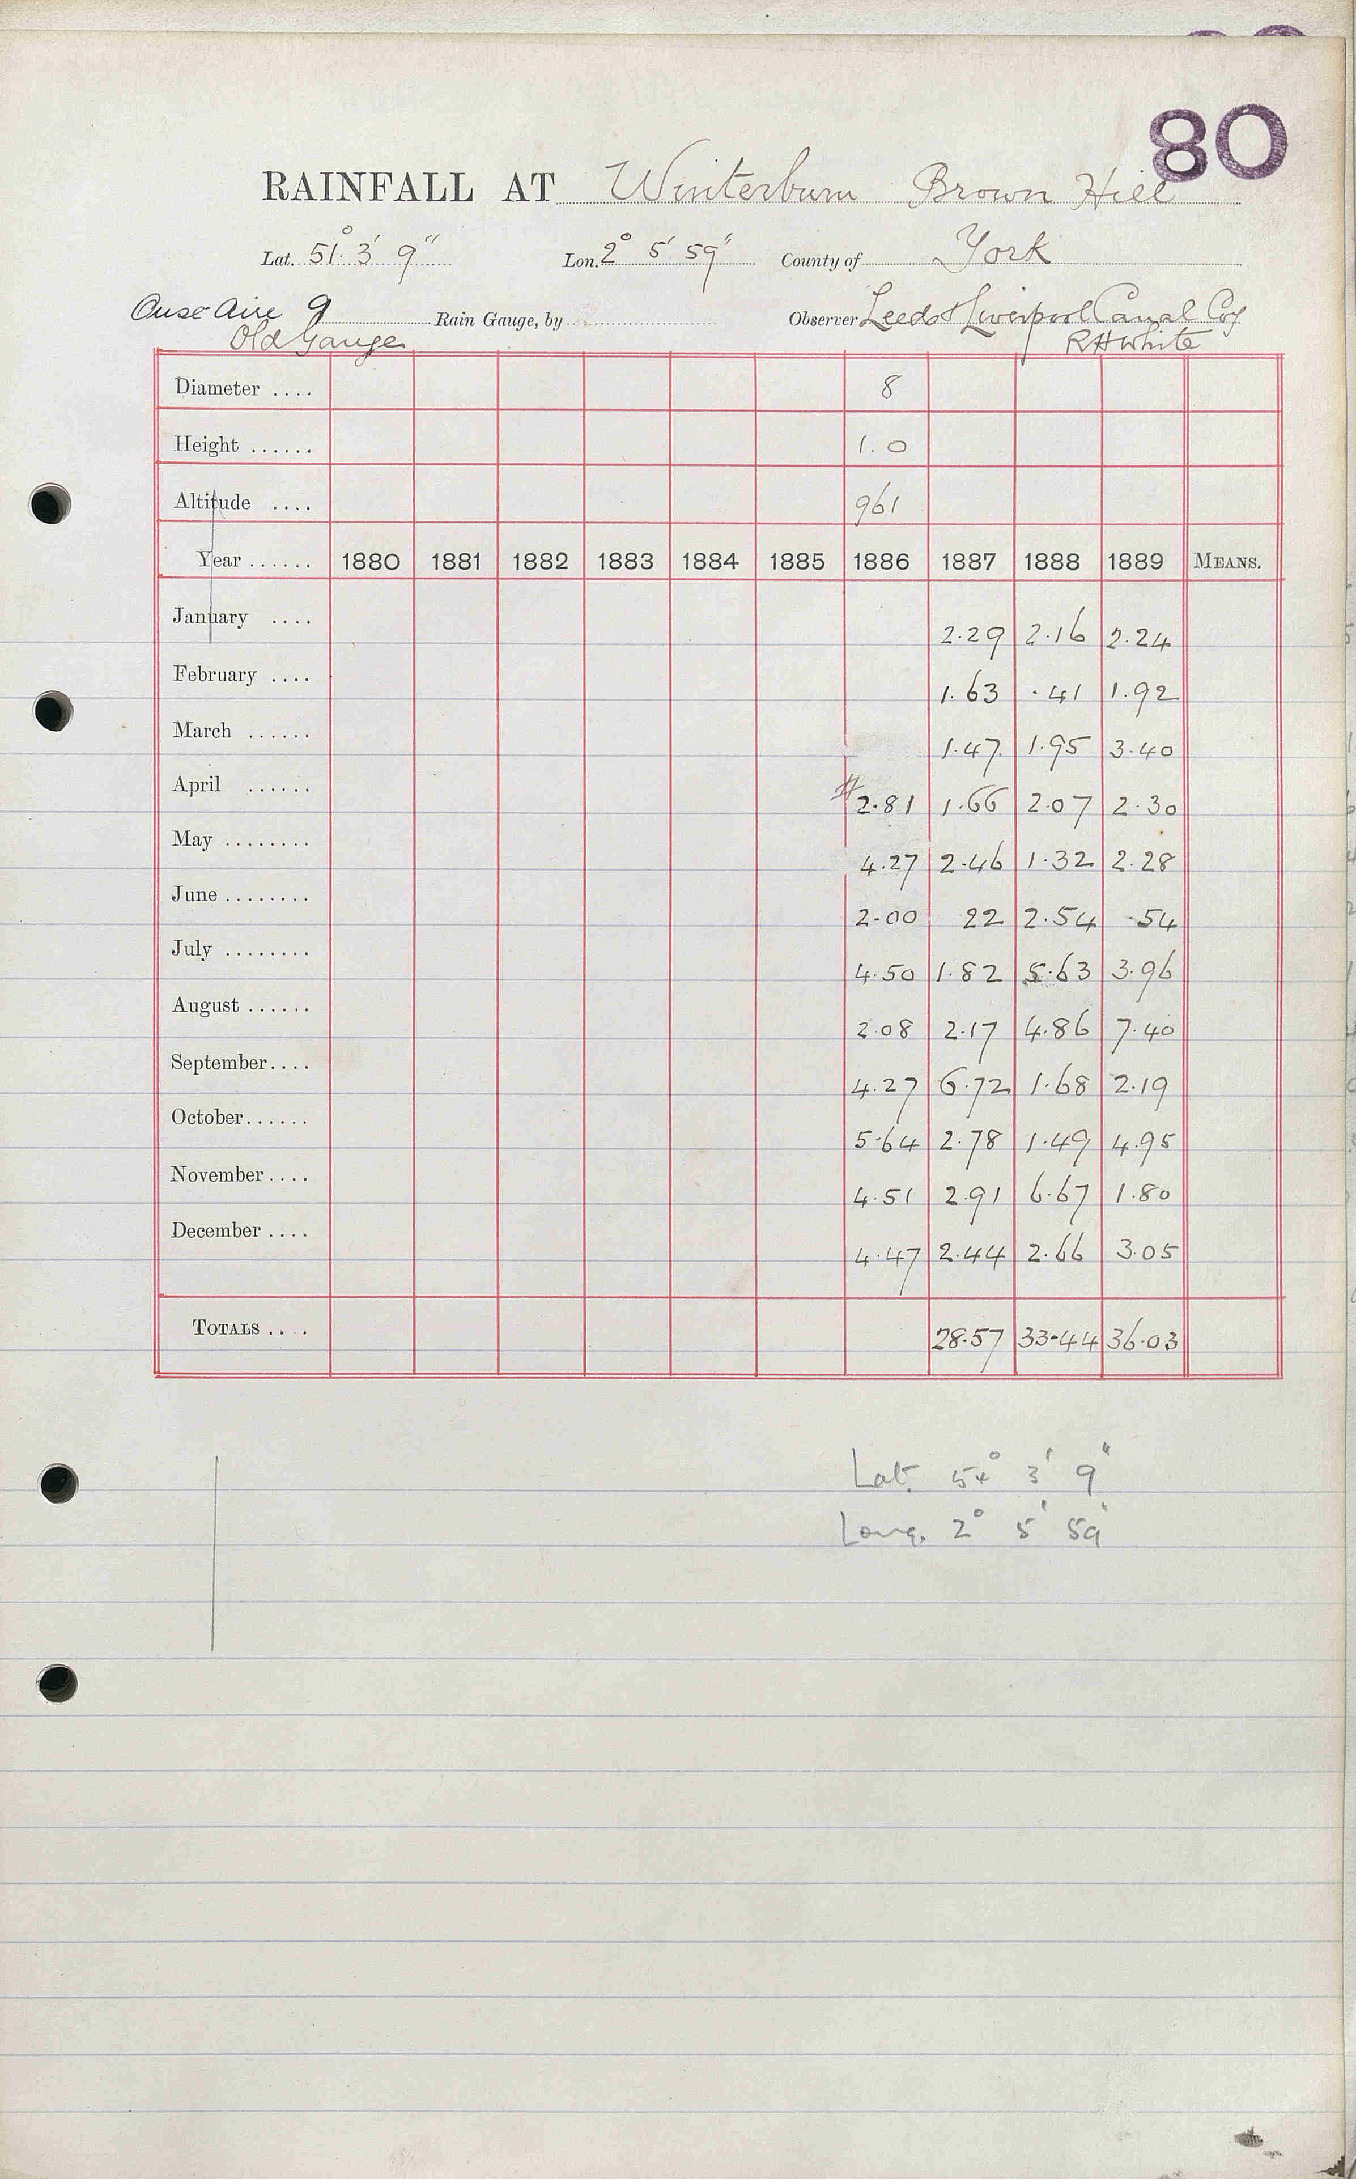 80
RAINFALL AT Winterburn Brown Hill
Lat. 51° 3' 9" Lon. 2° 5' 59" County of York
Ouse Aire 9 Rain Gauge, by Observer Leeds & Liverpool Canal Coy
Old Gauge R H White
Diameter .... 8
Height ...... 1.0
Altitude .... 961
Year ...... 1880 1881 1882 1883 1884 1885 1886 1887 1888 1889 MEANS.
January .... 2.29 2.16 2.24
February .... 1.63 .41 1.92
March ...... 1.47 1.95 3.40
April ...... #2.81 1.66 2.07 2.30
May ........ 4.27 2.46 1.32 2.28
June ........ 2.00 22 2.54 .54
July ........ 4.50 1.82 5.63 3.96
August ...... 2.08 2.17 4.86 7.40
September.... 4.27 6.72 1.68 2.19
October...... 5.64 2.78 1.49 4.95
November.... 4.51 2.91 6.67 1.80
December .... 4.47 2.44 2.66 3.05
TOTALS .... 28.57 33.44 36.03
Lat. 54° 3' 9"
Long. 2° 5' 59'